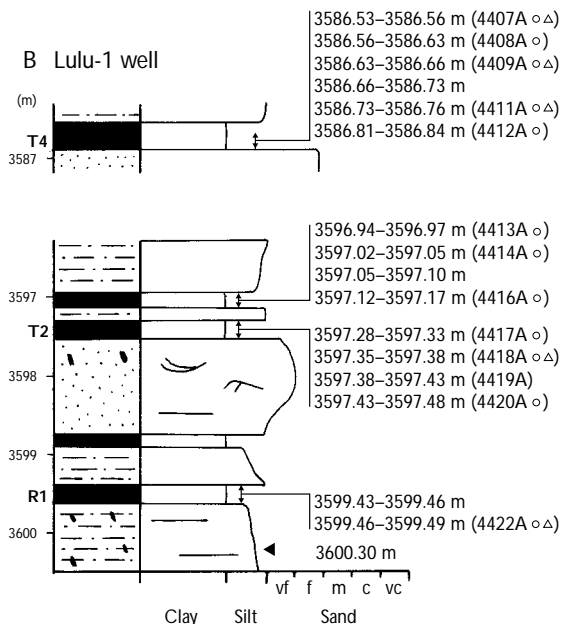 3586.53–3586.56 m (4407A ○△)
3586.56–3586.63 m (4408A ○)
B Lulu-1 well
3586.63–3586.66 m (4409A ○△)
3586.66–3586.73 m
(m)
3586.73–3586.76 m (4411A ○△)
3586.81–3586.84 m (4412A ○)
T4
3587
3596.94–3596.97 m (4413A ○)
3597.02–3597.05 m (4414A ○)
3597.05–3597.10 m
3597
3597.12–3597.17 m (4416A ○)
T2
3597.28–3597.33 m (4417A ○)
3597.35–3597.38 m (4418A ○△)
3598
3597.38–3597.43 m (4419A)
3597.43–3597.48 m (4420A ○)
3599
R1
3599.43–3599.46 m
3599.46–3599.49 m (4422A ○△)
3600
3600.30 m
vf f m c vc
Clay Silt Sand